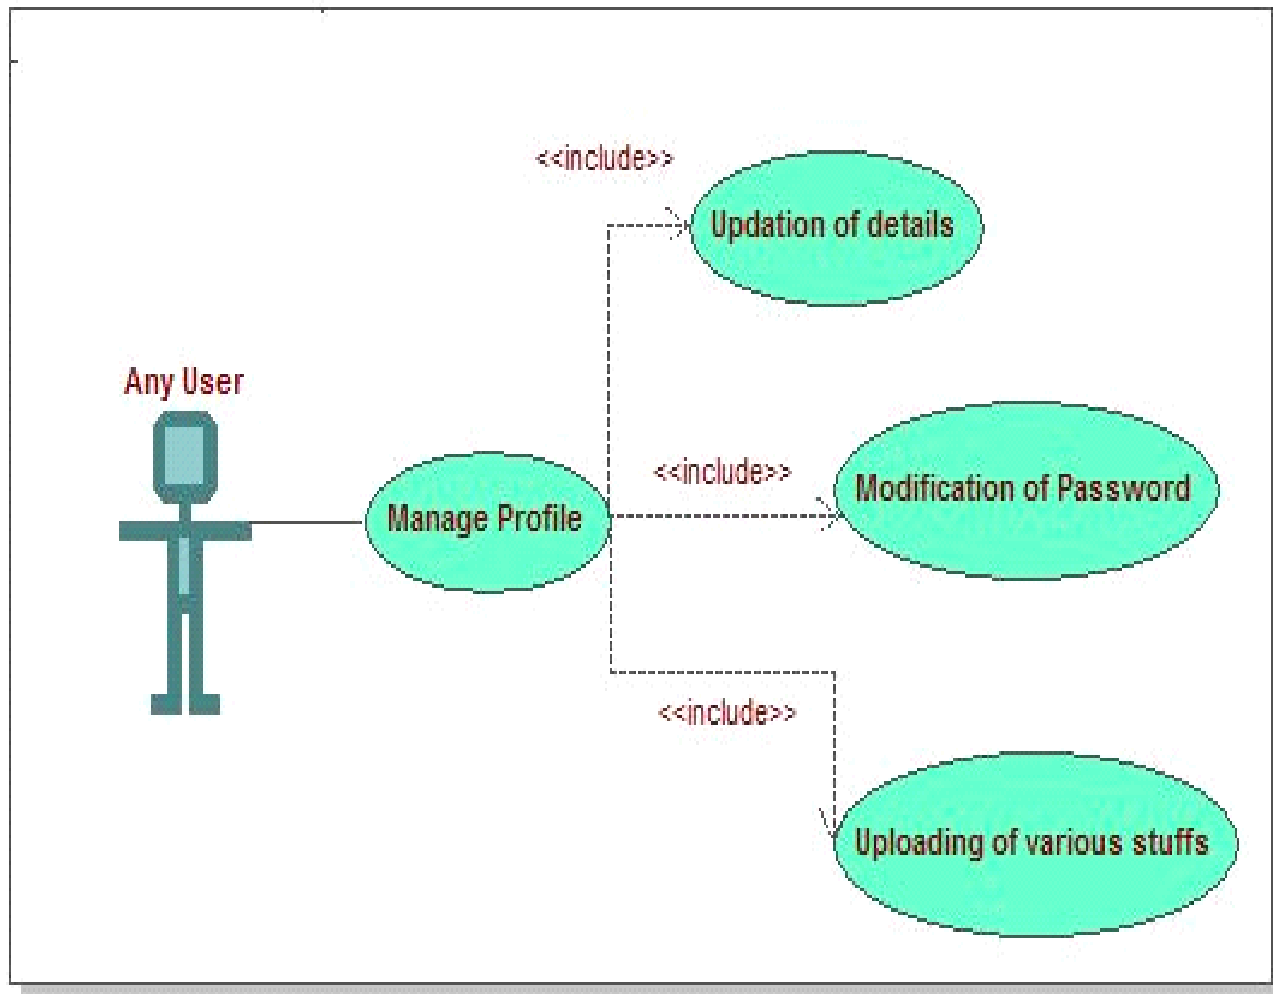 <<include>>
Updation of details
Any User
<<include>>
Modification of Password
Manage Profile
<<include>>
Uploading of various stuffs